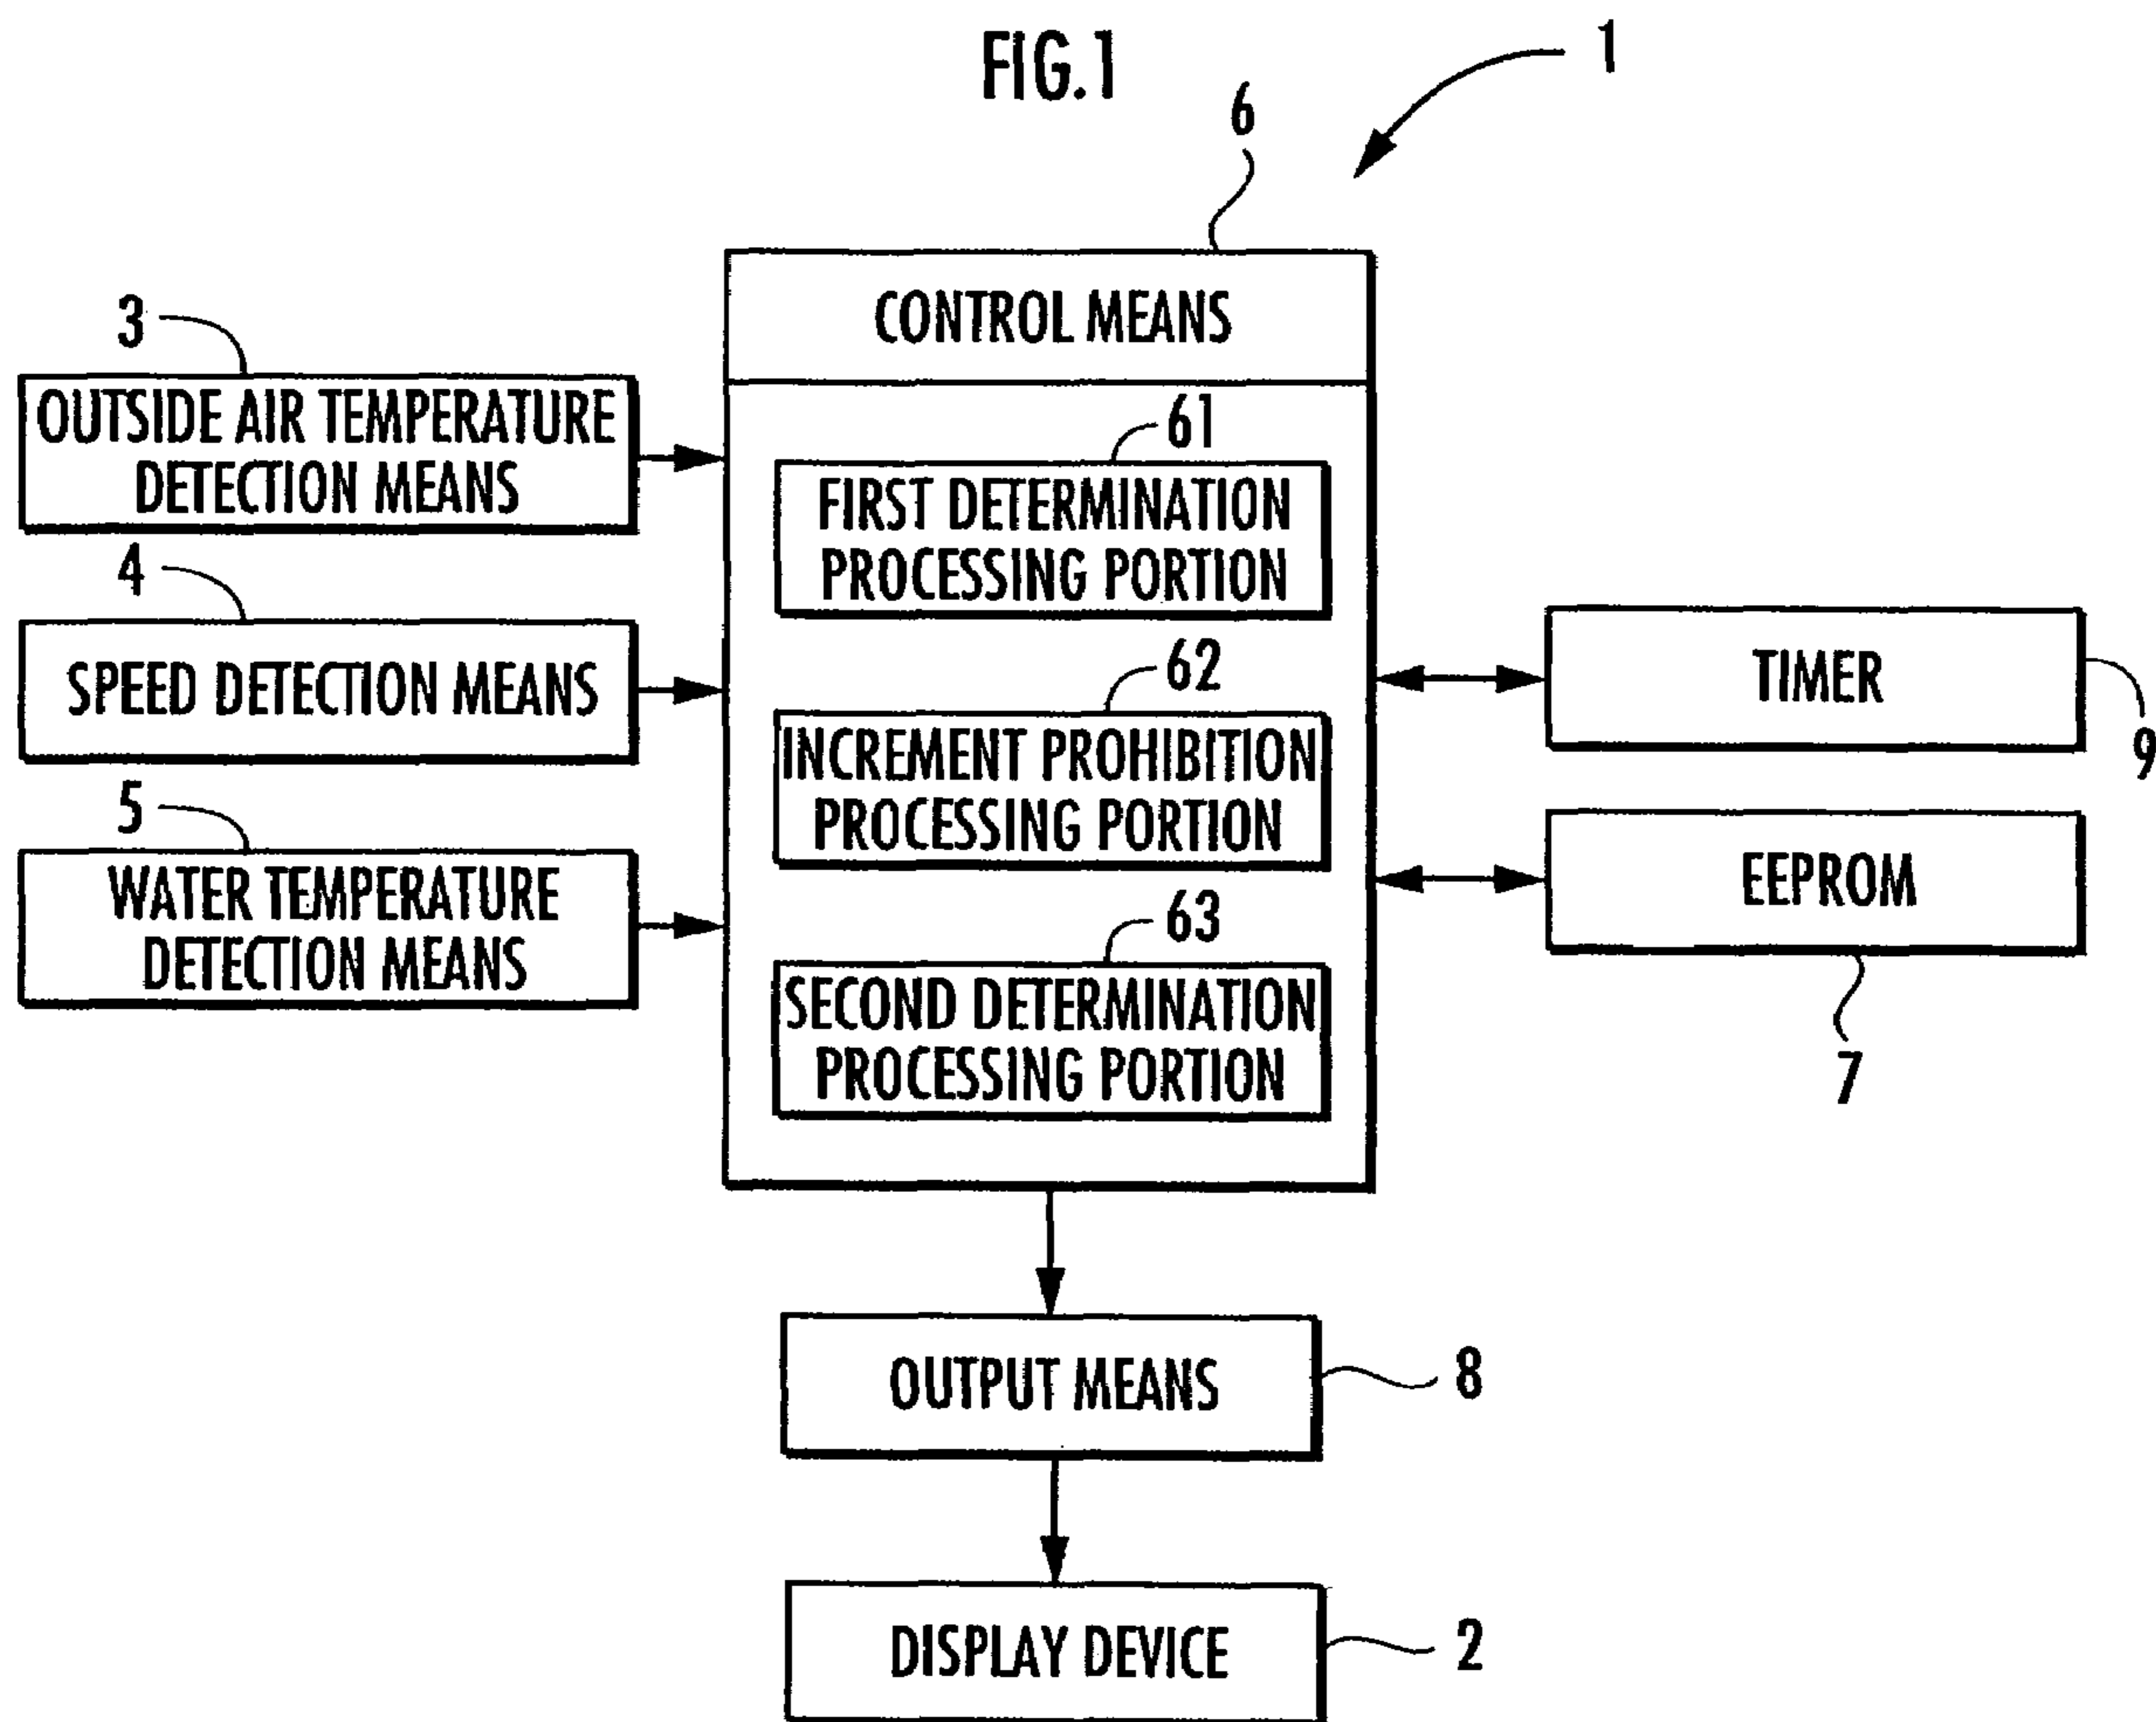 FIG.1
1
6
CONTROL MEANS
3
OUTSIDE AIR TEMPERATURE
DETECTION MEANS
4
SPEED DETECTION MEANS
5
WATER TEMPERATURE
DETECTION MEANS
61
FIRST DETERMINATION
PROCESSING PORTION
62
INCREMENT PROHIBITION
PROCESSING PORTION
63
SECOND DETERMINATION
PROCESSING PORTION
TIMER
9
EEPROM
7
OUTPUT MEANS
8
DISPLAY DEVICE
2